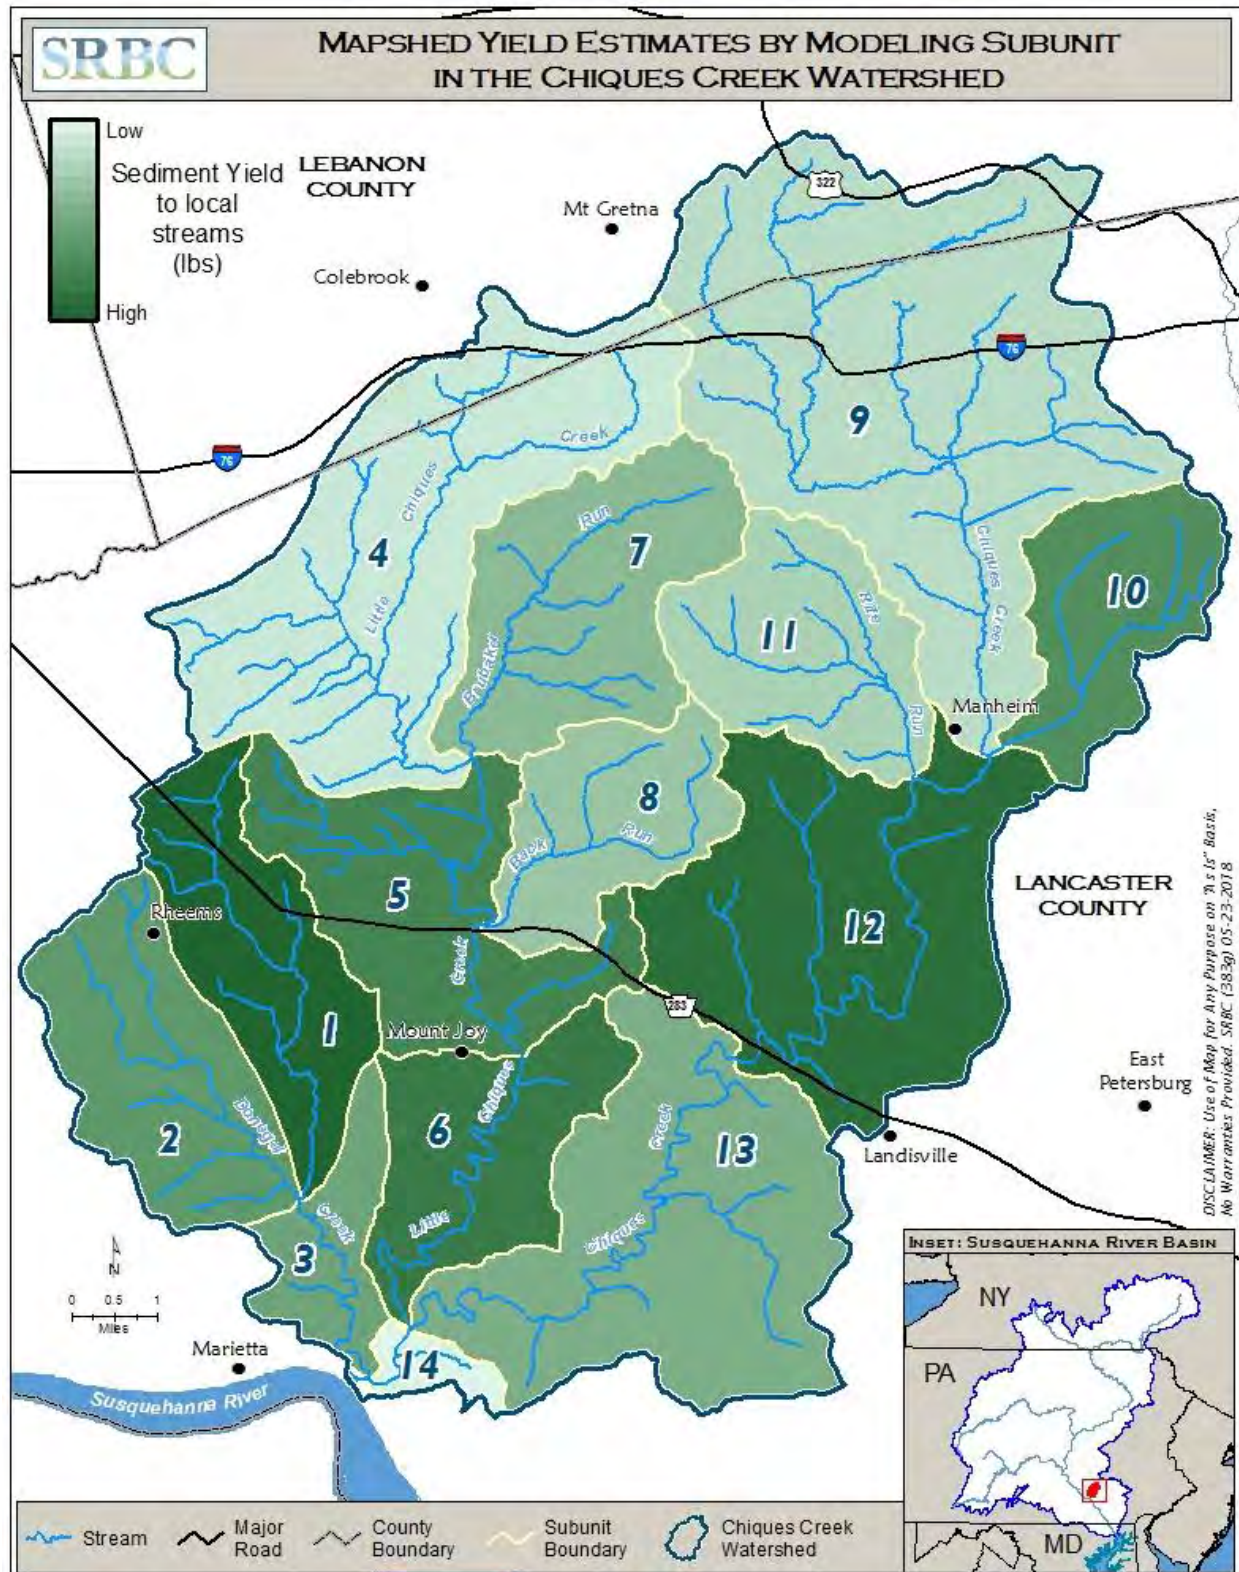 SRBC
MAPSHED YIELD ESTIMATES BY MODELING SUBUNIT
IN THE CHIQUES CREEK WATERSHED
Low
Sediment Yield
to local
streams
(lbs)
High
LEBANON
COUNTY
322
Mt Gretna
Colebrook
76
76
9
Creek
Chiques
Little
4
Run
7
Brubaker
Chiques
Creek
10
Rife
Run
11
Manheim
8
Back
Run
5
Rheems
LANCASTER
COUNTY
12
Creek
283
1
Mount Joy
Chiques
East
Petersburg
6
2
Donegal
Creek
13
Landisville
Little
Chiques
Creek
3
N
0 0.5 1
Miles
Marietta
14
Susquehanna River
DISCLAIMER: Use of Map for Any Purpose on "As Is" Basis,
No Warranties Provided. SRBC (383g) 05-23-2018
INSET: SUSQUEHANNA RIVER BASIN
NY
PA
MD
Stream
Major
Road
County
Boundary
Subunit
Boundary
Chiques Creek
Watershed